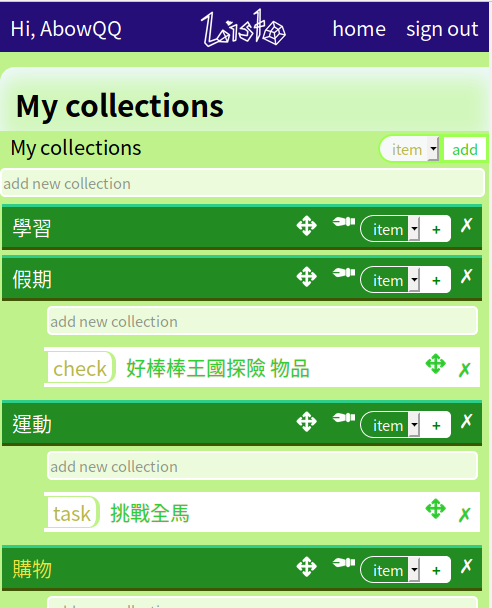 Hi, AbowQQ Listo home sign out
My collections
My collections item add
add new collection
學習 item + ✗
假期 item + ✗
add new collection
check 好棒棒王國探險 物品 ✗
運動 item + ✗
add new collection
task 挑戰全馬 ✗
購物 item + ✗